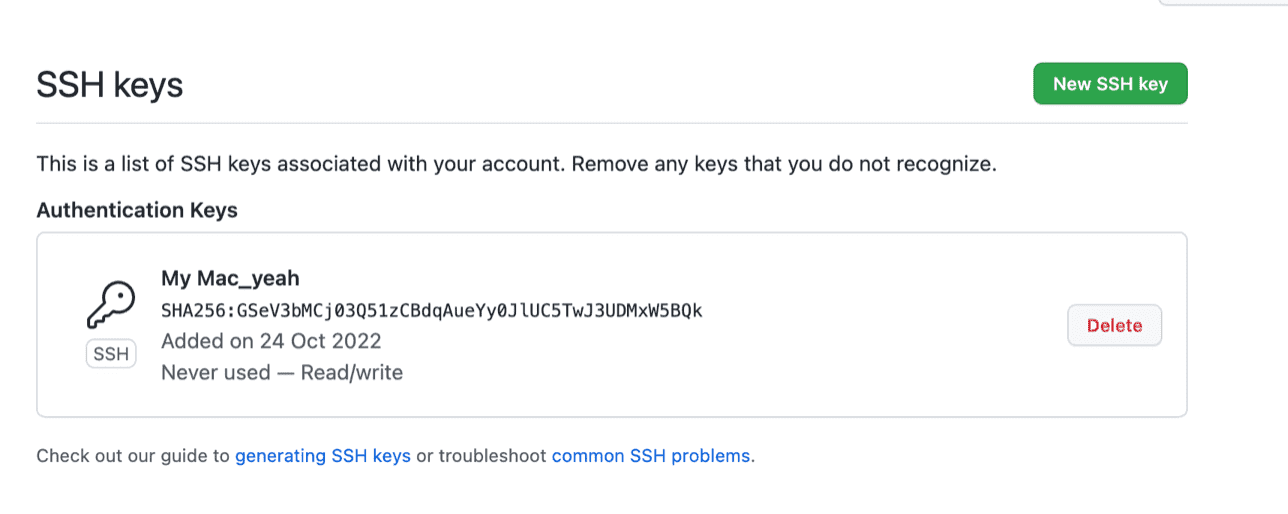 SSH keys
New SSH key
This is a list of SSH keys associated with your account. Remove any keys that you do not recognize.
Authentication Keys
My Mac_yeah
SHA256:GSeV3bMCj03Q51zCBdqAueYy0JlUC5TwJ3UDMxW5BQk
Added on 24 Oct 2022
Never used — Read/write
SSH
Delete
Check out our guide to generating SSH keys or troubleshoot common SSH problems.